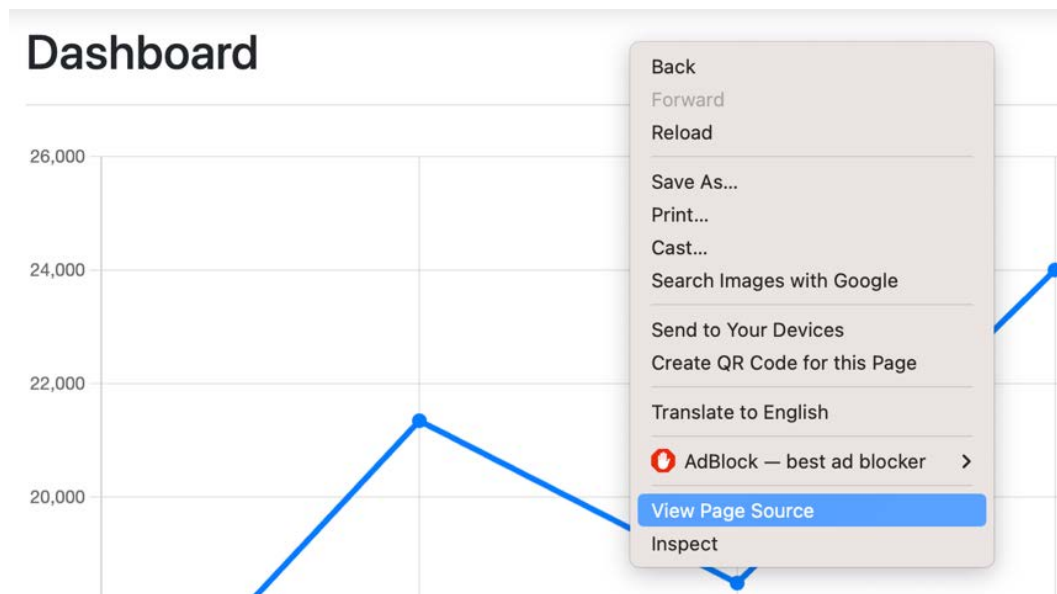 Dashboard
26,000
24,000
22,000
20,000
Back
Forward
Reload
Save As...
Print...
Cast...
Search Images with Google
Send to Your Devices
Create QR Code for this Page
Translate to English
AdBlock — best ad blocker
View Page Source
Inspect